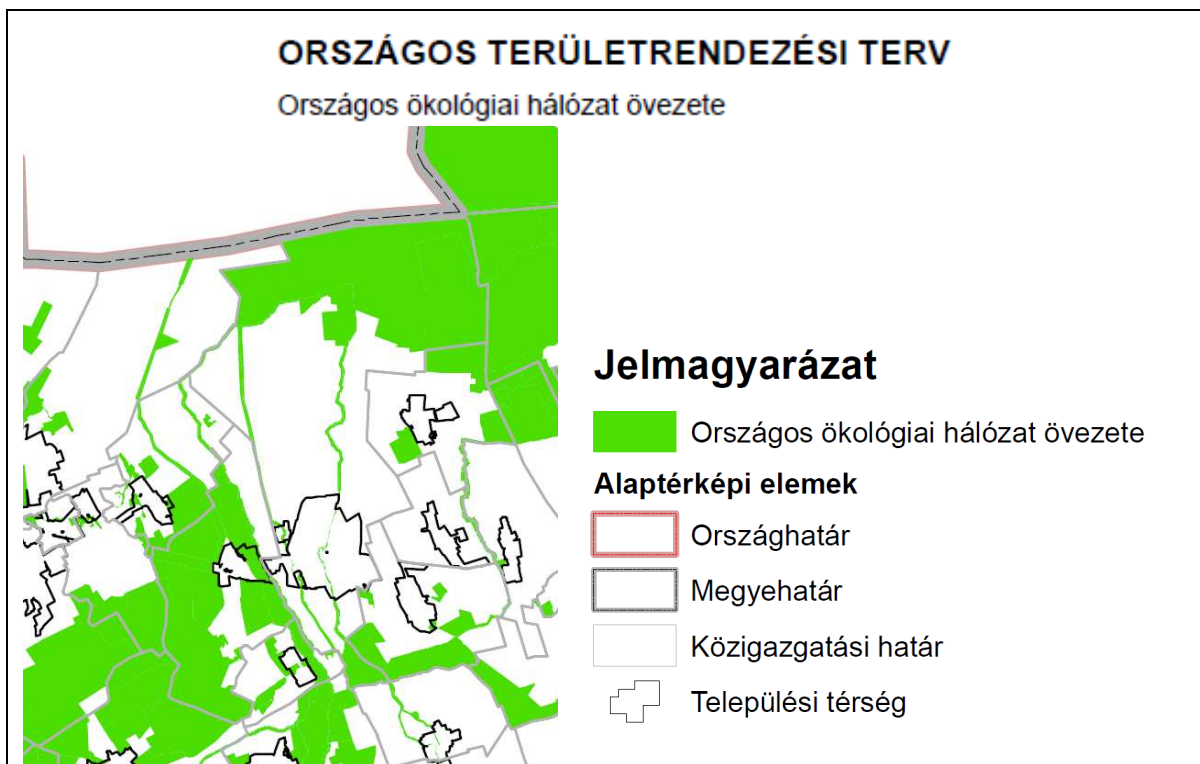 ORSZÁGOS TERÜLETRENDEZÉSI TERV
Országos ökológiai hálózat övezete
Jelmagyarázat
Országos ökológiai hálózat övezete
Alaptérképi elemek
Országhatár
Megyehatár
Közigazgatási határ
Települési térség